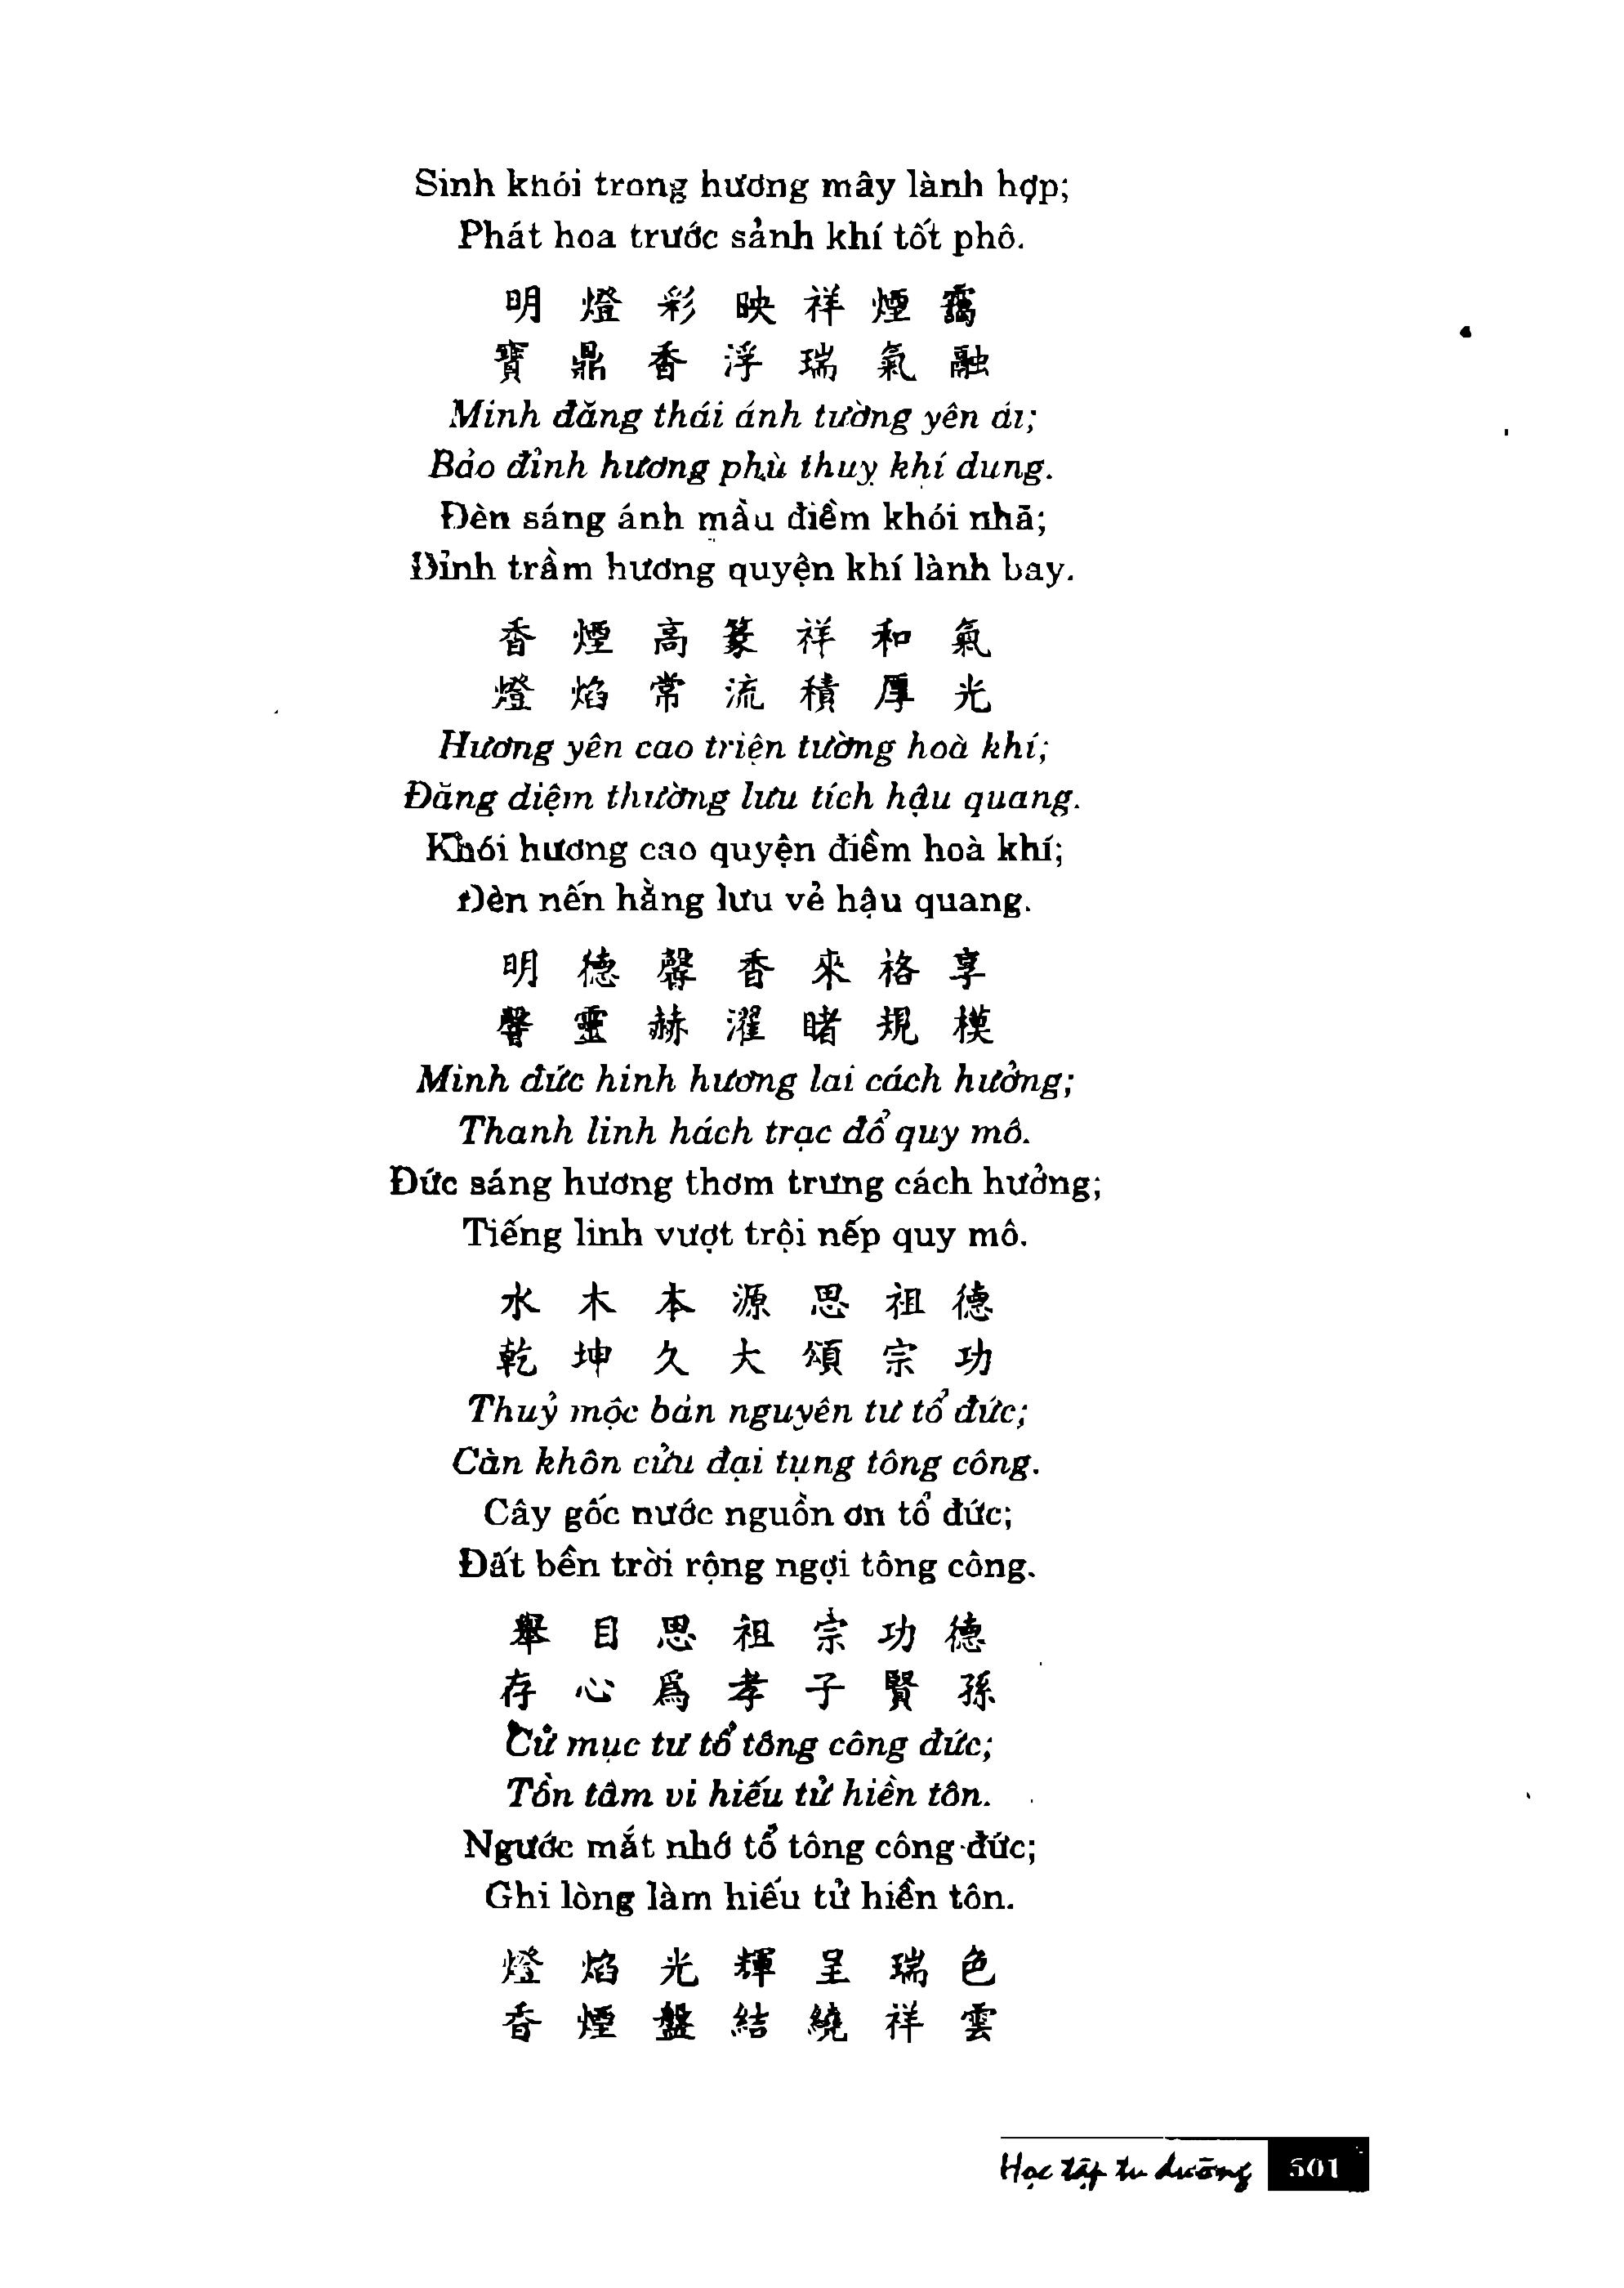 Sinh khói trong hương mây lành hợp;
Phát hoa trước sảnh khí tốt phô.
明燈彩映祥煙靄
寶鼎香浮瑞氣融
Minh đăng thái ánh tường yên ái;
Bảo đỉnh hương phù thuỵ khí dung.
Đèn sáng ánh mầu điềm khói nhã;
Đỉnh trầm hương quyện khí lành bay.
香煙高篆祥和氣
燈焰常流積厚光
Hương yên cao triện tường hoà khí;
Đăng diệm thường lưu tích hậu quang.
Khói hương cao quyện điềm hoà khí;
Đèn nến hằng lưu vẻ hậu quang.
明德馨香來格享
聲靈赫濯睹規模
Minh đức hinh hương lai cách hưởng;
Thanh linh hách trạc đổ quy mô.
Đức sáng hương thơm trưng cách hưởng;
Tiếng linh vượt trội nếp quy mô.
水木本源思祖德
乾坤久大頌宗功
Thuỷ mộc bản nguyên tư tổ đức;
Càn khôn cửu đại tụng tông công.
Cây gốc nước nguồn ơn tổ đức;
Đất bền trời rộng ngợi tông công.
舉目思祖宗功德
存心爲孝子賢孫
Cử mục tư tổ tông công đức;
Tồn tâm vi hiếu tử hiền tôn.
Ngước mắt nhớ tổ tông công đức;
Ghi lòng làm hiếu tử hiền tôn.
燈焰光輝呈瑞色
香煙盤結繞祥雲
Học tập tu dưỡng 501